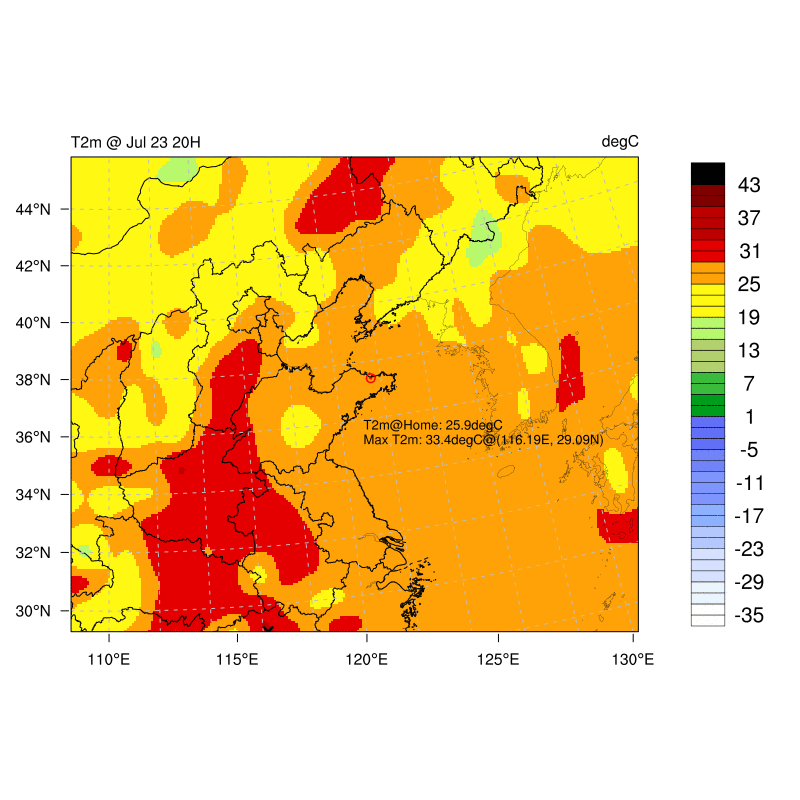 T2m @ Jul 23 20H
degC
44°N
42°N
40°N
38°N
36°N
34°N
32°N
30°N
110°E
115°E
120°E
125°E
130°E
T2m@Home: 25.9degC
Max T2m: 33.4degC@(116.19E, 29.09N)
43
37
31
25
19
13
7
1
-5
-11
-17
-23
-29
-35